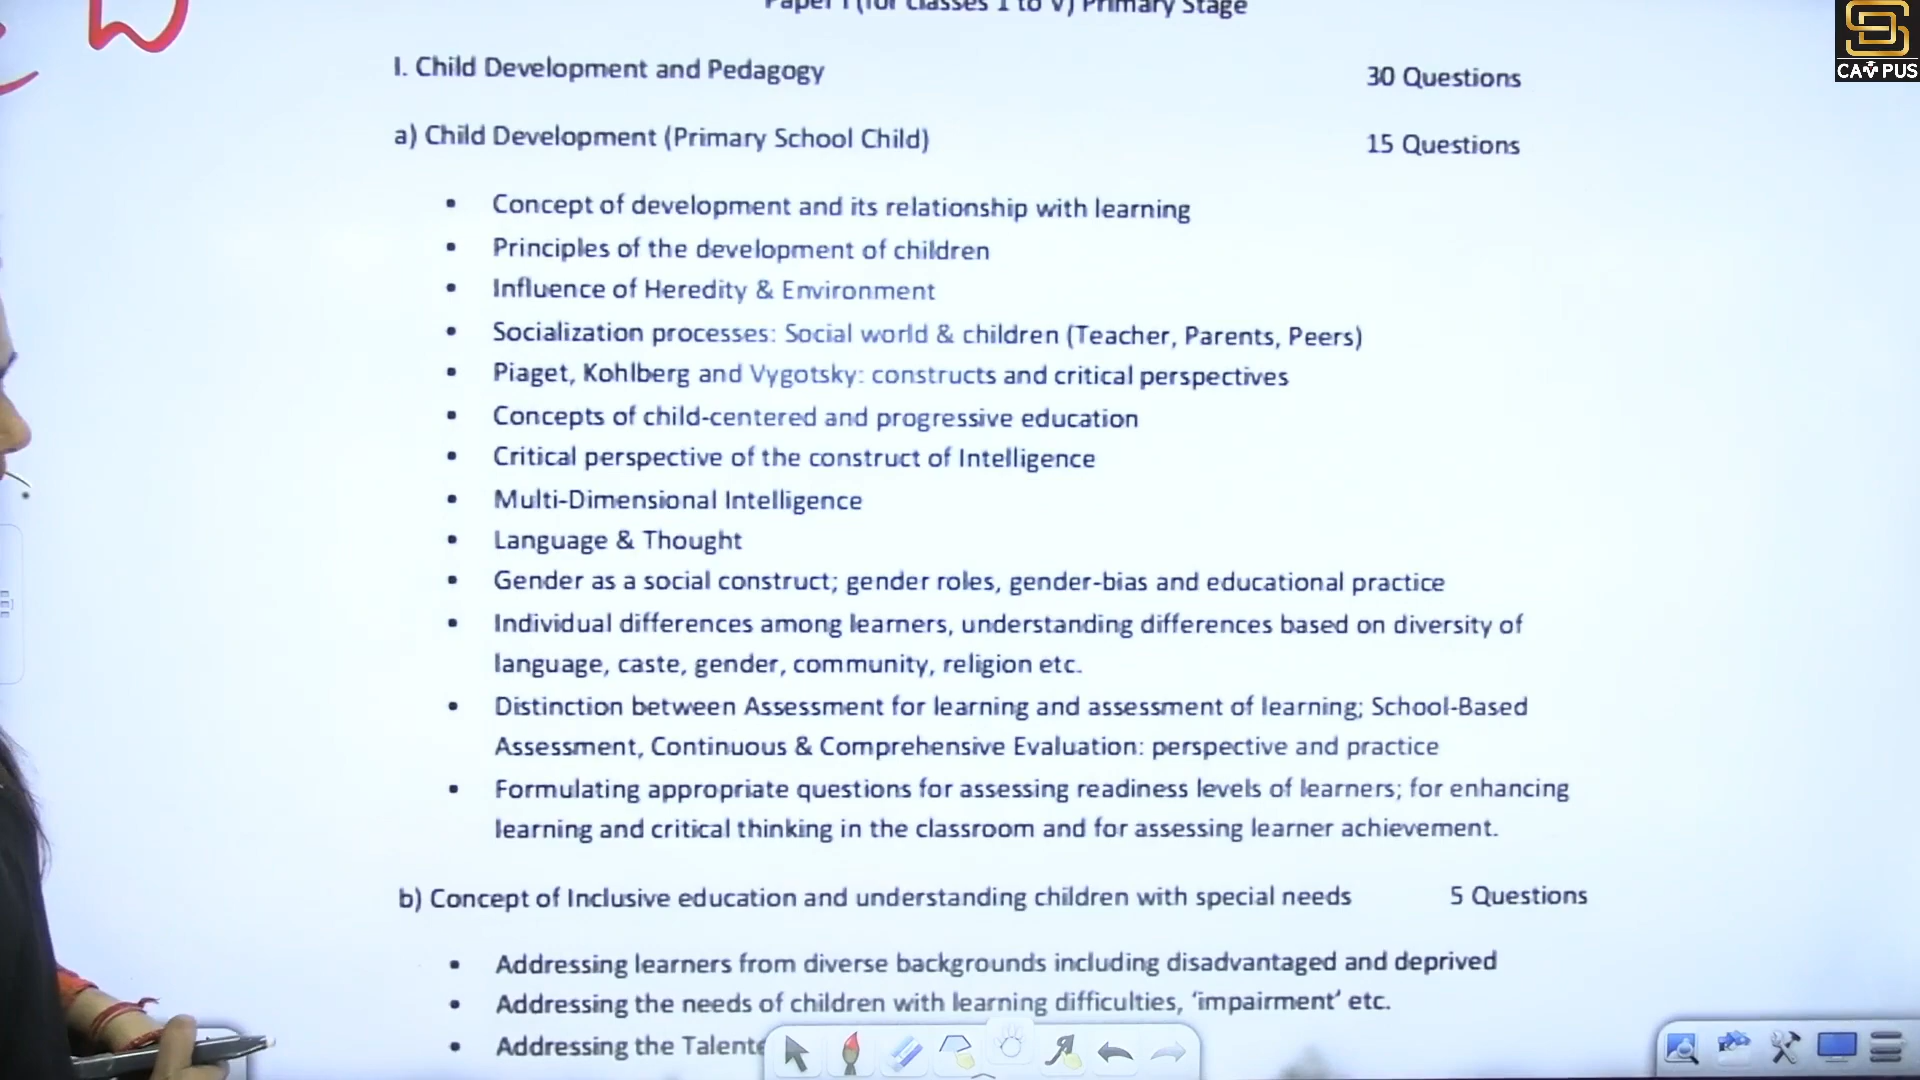 Paper I (for classes I to V) Primary Stage
I. Child Development and Pedagogy 30 Questions
a) Child Development (Primary School Child) 15 Questions
• Concept of development and its relationship with learning
• Principles of the development of children
• Influence of Heredity & Environment
• Socialization processes: Social world & children (Teacher, Parents, Peers)
• Piaget, Kohlberg and Vygotsky: constructs and critical perspectives
• Concepts of child-centered and progressive education
• Critical perspective of the construct of Intelligence
• Multi-Dimensional Intelligence
• Language & Thought
• Gender as a social construct; gender roles, gender-bias and educational practice
• Individual differences among learners, understanding differences based on diversity of
language, caste, gender, community, religion etc.
• Distinction between Assessment for learning and assessment of learning; School-Based
Assessment, Continuous & Comprehensive Evaluation: perspective and practice
• Formulating appropriate questions for assessing readiness levels of learners; for enhancing
learning and critical thinking in the classroom and for assessing learner achievement.
b) Concept of Inclusive education and understanding children with special needs 5 Questions
• Addressing learners from diverse backgrounds including disadvantaged and deprived
• Addressing the needs of children with learning difficulties, ‘impairment’ etc.
• Addressing the Talente
SD
CAMPUS